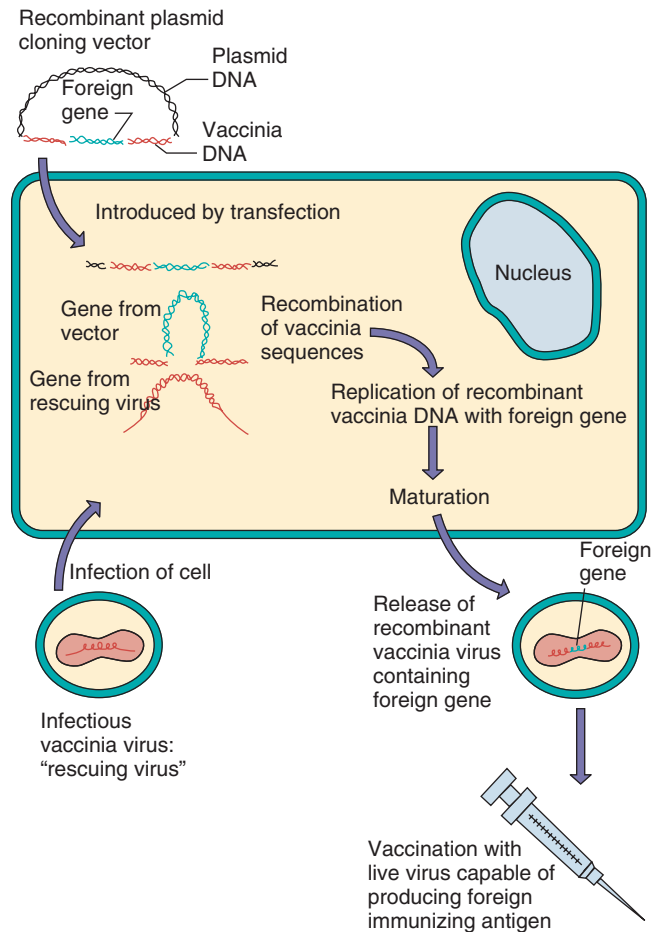 Recombinant plasmid
cloning vector
Plasmid
DNA
Foreign
gene
Vaccinia
DNA
Introduced by transfection
Nucleus
Gene from
vector
Recombination
of vaccinia
sequences
Gene from
rescuing virus
Replication of recombinant
vaccinia DNA with foreign gene
Maturation
Infection of cell
Foreign
gene
Release of
recombinant
vaccinia virus
containing
foreign gene
Infectious
vaccinia virus:
“rescuing virus”
Vaccination with
live virus capable of
producing foreign
immunizing antigen